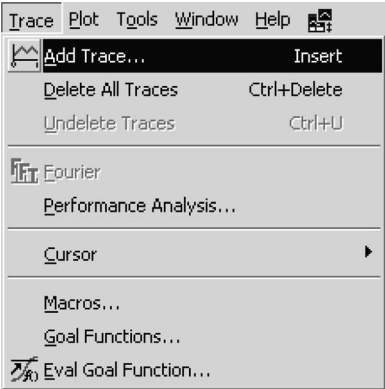 Trace Plot Tools Window Help
Add Trace... Insert
Delete All Traces Ctrl+Delete
Undelete Traces Ctrl+U
FFT Fourier
Performance Analysis...
Cursor
Macros...
Goal Functions...
f(t) Eval Goal Function...